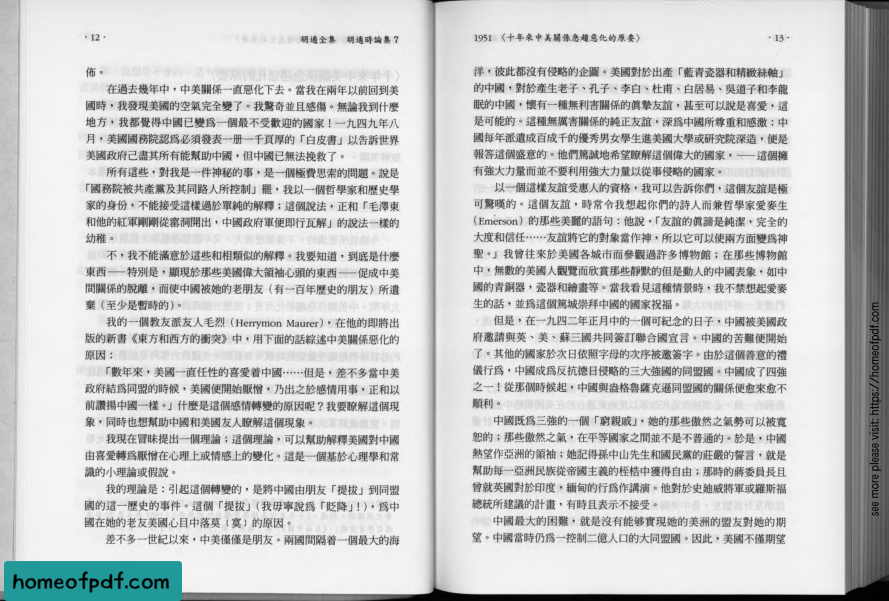 ·12·
胡適全集 胡適時論集7
佈。
在過去幾年中，中美關係一直惡化下去。當我在兩年以前回到美
國時，我發現美國的空氣完全變了。我驚奇並且感傷。無論我到什麼
地方，我都覺得中國已變爲一個最不受歡迎的國家！一九四九年八
月，美國國務院認爲必須發表一册一千頁厚的「白皮書」以告訴世界
美國政府已盡其所有能幫助中國，但中國已無法挽救了。
所有這些，對我是一件神秘的事，是一個極費思索的問題。說是
「國務院被共產黨及其同路人所控制」罷，我以一個哲學家和歷史學
家的身份，不能接受這樣過於單純的解釋；這個說法，正和「毛澤東
和他的紅軍剛剛從窰洞開出，中國政府軍便即行瓦解」的說法一樣的
幼稚。
不，我不能滿意於這些和相類似的解釋。我要知道，到底是什麼
東西——特別是，顯現於那些美國偉大領袖心頭的東西——促成中美
間關係的脫離，而使中國被她的老朋友（有一百年歷史的朋友）所遺
棄（至少是暫時的）。
我的一個教友派友人毛烈（Herrymon Maurer），在他的即將出
版的新書《東方和西方的衝突》中，用下面的話綜述中美關係惡化的
原因：
「數年來，美國一直任性的喜愛着中國……但是，差不多當中美
政府結爲同盟的時候，美國便開始厭憎，乃出之於感情用事，正和以
前讚揚中國一樣。」什麼是這個感情轉變的原因呢？我要瞭解這個現
象，同時也想幫助中國和美國友人瞭解這個現象。
我現在冒昧提出一個理論；這個理論，可以幫助解釋美國對中國
由喜愛轉爲厭憎在心理上或情感上的變化。這是一個基於心理學和常
識的小理論或假說。
我的理論是：引起這個轉變的，是將中國由朋友「提拔」到同盟
國的這一歷史的事件。這個「提拔」（我毋寧說爲「貶降」！），爲中
國在她的老友美國心目中落莫〔寞〕的原因。
差不多一世紀以來，中美僅僅是朋友。兩國間隔着一個最大的海
1951 〈十年來中美關係急趨惡化的原委〉
·13·
洋，彼此都沒有侵略的企圖。美國對於出產「藍青瓷器和精緻絲軸」
的中國，對於產生老子、孔子、李白、杜甫、白居易、吳道子和李龍
眠的中國，懷有一種無利害關係的眞摯友誼，甚至可以說是喜愛，這
是可能的。這種無厲害關係的純正友誼，深爲中國所尊重和感激；中
國每年派遣成百成千的優秀男女學生進美國大學或研究院深造，便是
報答這個盛意的。他們篤誠地希望瞭解這個偉大的國家，——這個擁
有強大力量而並不要利用強大力量以從事侵略的國家。
以一個這樣友誼受惠人的資格，我可以告訴你們，這個友誼是極
可驚嘆的。這個友誼，時常令我想起你們的詩人而兼哲學家愛麥生
(Emerson) 的那些美麗的語句：他說，「友誼的眞諦是純潔，完全的
大度和信任……友誼將它的對象當作神，所以它可以使兩方面變爲神
聖。」我曾往來於美國各城市而參觀過許多博物館；在那些博物館
中，無數的美國人觀覽而欣賞那些靜默的但是動人的中國表象，如中
國的青銅器，瓷器和繪畫等。當我看見這種情景時，我不禁想起愛麥
生的話，並爲這個篤城崇拜中國的國家祝福。
但是，在一九四二年正月中的一個可紀念的日子，中國被美國政
府邀請與英、美、蘇三國共同簽訂聯合國宣言。中國的苦難便開始
了。其他的國家於次日依照字母的次序被邀簽字。由於這個善意的禮
儀行爲，中國成爲反抗德日侵略的三大強國的同盟國。中國成了四強
之一！從那個時候起，中國與盎格魯薩克遜同盟國的關係便愈來愈不
順利。
中國既爲三強的一個「窮親戚」，她的那些傲然之氣勢可以被寬
恕的；那些傲然之氣，在不等國家之間並不是不普通的。於是，中國
熱望作亞洲的領袖；她記得孫中山先生和國民黨的莊嚴的誓言，就是
幫助每一亞洲民族從帝國主義的桎梏中獲得自由；那時的蔣委員長且
曾就英國對於印度，緬甸的行爲作講演。他對於史迪威將軍或羅斯福
總統所建議的計畫，有時且表示不接受。
中國最大的困難，就是沒有能够實現她的美洲的盟友對她的期
望。中國當時仍爲一控制二億人口的大同盟國。因此，美國不僅期望
see more please visit: https://homeofpdf.com
homeofpdf.com